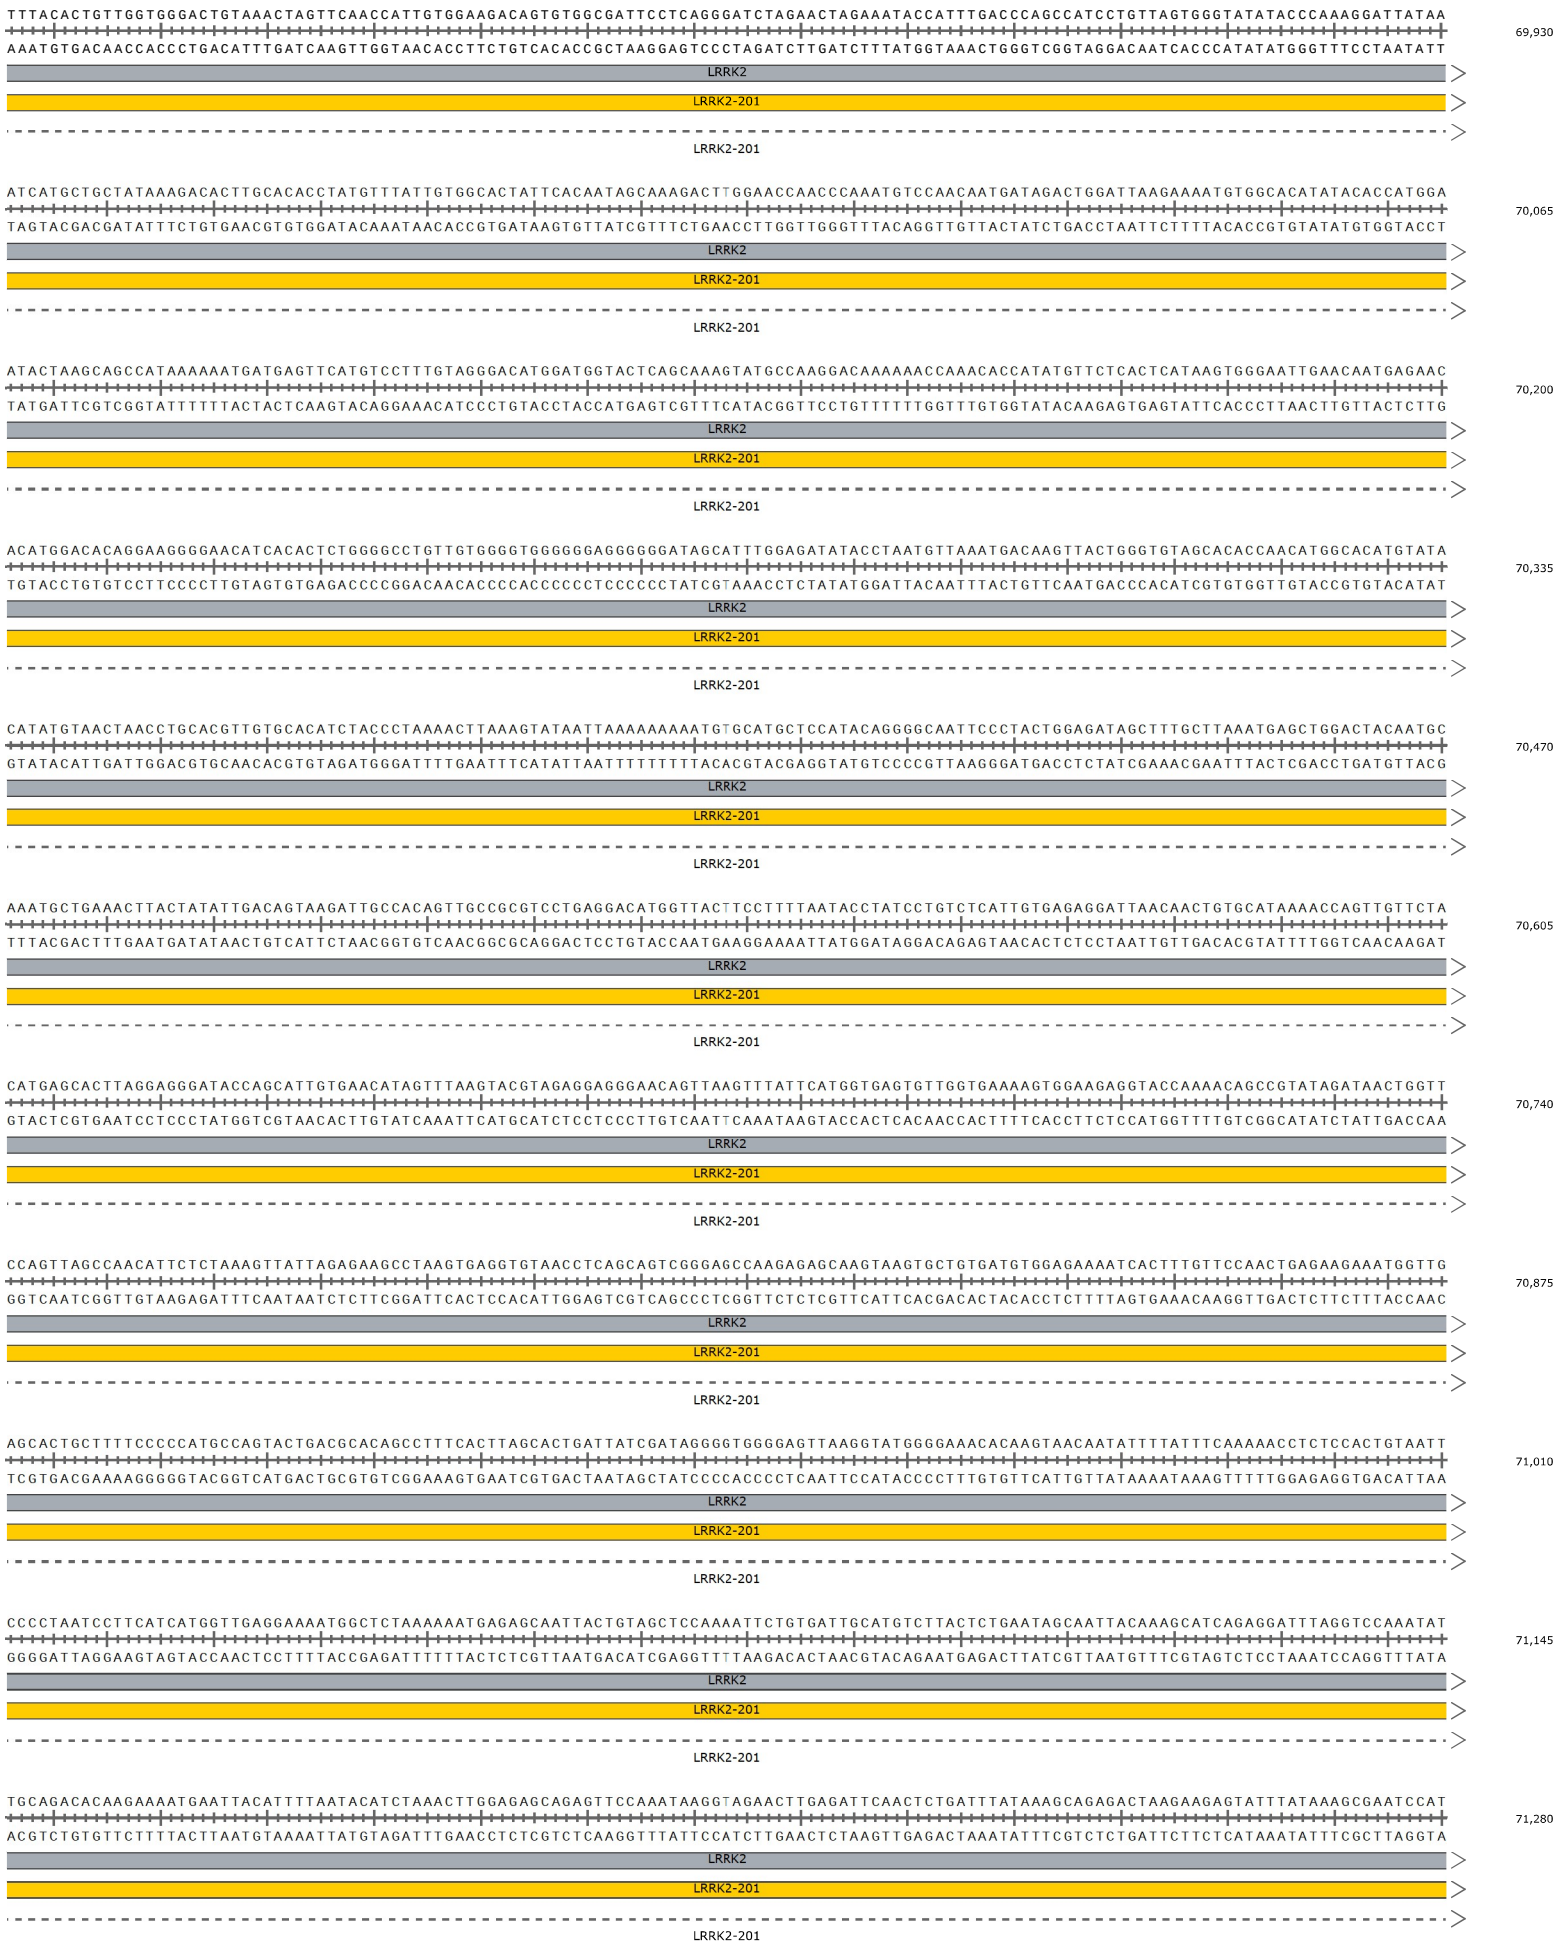 TTTACACTGTTGGTGGGACTGTAAACTAGTTCAACCATTGTGGAAGACAGTGTGGCGATTCCTCAGGGATCTAGAACTAGAAATACCATTTGACCCAGCCATCCTGTTAGTGGGTATATACCCAAAGGATTATAA
69,930
AAATGTGACAACCACCCTGACATTTGATCAAGTTGGTAACACCTTCTGTCACACCGCTAAGGAGTCCCTAGATCTTGATCTTTATGGTAAACTGGGTCGGTAGGACAATCACCCATATATGGGTTTCCTAATATT
LRRK2
LRRK2-201
LRRK2-201
ATCATGCTGCTATAAAGACACTTGCACACCTATGTTTATTGTGGCACTATTCACAATAGCAAAGACTTGGAACCAACCCAAATGTCCAACAATGATAGACTGGATTAAGAAAATGTGGCACATATACACCATGGA
70,065
TAGTACGACGATATTTCTGTGAACGTGTGGATACAAATAACACCGTGATAAGTGTTATCGTTTCTGAACCTTGGTTGGGTTTACAGGTTGTTACTATCTGACCTAATTCTTTTACACCGTGTATATGTGGTACCT
LRRK2
LRRK2-201
LRRK2-201
ATACTAAGCAGCCATAAAAAATGATGAGTTCATGTCCTTTGTAGGGACATGGATGGTACTCAGCAAAGTATGCCAAGGACAAAAAACCAAACACCATATGTTCTCACTCATAAGTGGGAATTGAACAATGAGAAC
70,200
TATGATTCGTCGGTATTTTTTACTACTCAAGTACAGGAAACATCCCTGTACCTACCATGAGTCGTTTCATACGGTTCCTGTTTTTTGGTTTGTGGTATACAAGAGTGAGTATTCACCCTTAACTTGTTACTCTTG
LRRK2
LRRK2-201
LRRK2-201
ACATGGACACAGGAAGGGGAACATCACACTCTGGGGCCTGTTGTGGGGTGGGGGGAGGGGGGATAGCATTTGGAGATATACCTAATGTTAAATGACAAGTTACTGGGTGTAGCACACCAACATGGCACATGTATA
70,335
TGTACCTGTGTCCTTCCCCTTGTAGTGTGAGACCCCGGACAACACCCCACCCCCCTCCCCCCTATCGTAAACCTCTATATGGATTACAATTTACTGTTCAATGACCCACATCGTGTGGTTGTACCGTGTACATAT
LRRK2
LRRK2-201
LRRK2-201
CATATGTAACTAACCTGCACGTTGTGCACATCTACCCTAAAACTTAAAGTATAATTAAAAAAAAATGTGCATGCTCCATACAGGGGCAATTCCCTACTGGAGATAGCTTTGCTTAAATGAGCTGGACTACAATGC
70,470
GTATACATTGATTGGACGTGCAACACGTGTAGATGGGATTTTGAATTTCATATTAATTTTTTTTTACACGTACGAGGTATGTCCCCGTTAAGGGATGACCTCTATCGAAACGAATTTACTCGACCTGATGTTACG
LRRK2
LRRK2-201
LRRK2-201
AAATGCTGAAACTTACTATATTGACAGTAAGATTGCCACAGTTGCCGCGTCCTGAGGACATGGTTACTTCCTTTTAATACCTATCCTGTCTCATTGTGAGAGGATTAACAACTGTGCATAAAACCAGTTGTTCTA
70,605
TTTACGACTTTGAATGATATAACTGTCATTCTAACGGTGTCAACGGCGCAGGACTCCTGTACCAATGAAGGAAAATTATGGATAGGACAGAGTAACACTCTCCTAATTGTTGACACGTATTTTGGTCAACAAGAT
LRRK2
LRRK2-201
LRRK2-201
CATGAGCACTTAGGAGGGATACCAGCATTGTGAACATAGTTTAAGTACGTAGAGGAGGGAACAGTTAAGTTTATTCATGGTGAGTGTTGGTGAAAAGTGGAAGAGGTACCAAAACAGCCGTATAGATAACTGGTT
70,740
GTACTCGTGAATCCTCCCTATGGTCGTAACACTTGTATCAAATTCATGCATCTCCTCCCTTGTCAATTCAAATAAGTACCACTCACAACCACTTTTCACCTTCTCCATGGTTTTGTCGGCATATCTATTGACCAA
LRRK2
LRRK2-201
LRRK2-201
CCAGTTAGCCAACATTCTCTAAAGTTATTAGAGAAGCCTAAGTGAGGTGTAACCTCAGCAGTCGGGAGCCAAGAGAGCAAGTAAGTGCTGTGATGTGGAGAAAATCACTTTGTTCCAACTGAGAAGAAATGGTTG
70,875
GGTCAATCGGTTGTAAGAGATTTCAATAATCTCTTCGGATTCACTCCACATTGGAGTCGTCAGCCCTCGGTTCTCTCGTTCATTCACGACACTACACCTCTTTTAGTGAAACAAGGTTGACTCTTCTTTACCAAC
LRRK2
LRRK2-201
LRRK2-201
AGCACTGCTTTTCCCCCATGCCAGTACTGACGCACAGCCTTTCACTTAGCACTGATTATCGATAGGGGTGGGGAGTTAAGGTATGGGGAAACACAAGTAACAATATTTTATTTCAAAAACCTCTCCACTGTAATT
71,010
TCGTGACGAAAAGGGGGTACGGTCATGACTGCGTGTCGGAAAGTGAATCGTGACTAATAGCTATCCCCACCCCTCAATTCCATACCCCTTTGTGTTCATTGTTATAAAATAAAGTTTTTGGAGAGGTGACATTAA
LRRK2
LRRK2-201
LRRK2-201
CCCCTAATCCTTCATCATGGTTGAGGAAAATGGCTCTAAAAAATGAGAGCAATTACTGTAGCTCCAAAATTCTGTGATTGCATGTCTTACTCTGAATAGCAATTACAAAGCATCAGAGGATTTAGGTCCAAATAT
71,145
GGGGATTAGGAAGTAGTACCAACTCCTTTTACCGAGATTTTTTACTCTCGTTAATGACATCGAGGTTTTAAGACACTAACGTACAGAATGAGACTTATCGTTAATGTTTCGTAGTCTCCTAAATCCAGGTTTATA
LRRK2
LRRK2-201
LRRK2-201
TGCAGACACAAGAAAATGAATTACATTTTAATACATCTAAACTTGGAGAGCAGAGTTCCAAATAAGGTAGAACTTGAGATTCAACTCTGATTTATAAAGCAGAGACTAAGAAGAGTATTTATAAAGCGAATCCAT
71,280
ACGTCTGTGTTCTTTTACTTAATGTAAAATTATGTAGATTTGAACCTCTCGTCTCAAGGTTTATTCCATCTTGAACTCTAAGTTGAGACTAAATATTTCGTCTCTGATTCTTCTCATAAATATTTCGCTTAGGTA
LRRK2
LRRK2-201
LRRK2-201